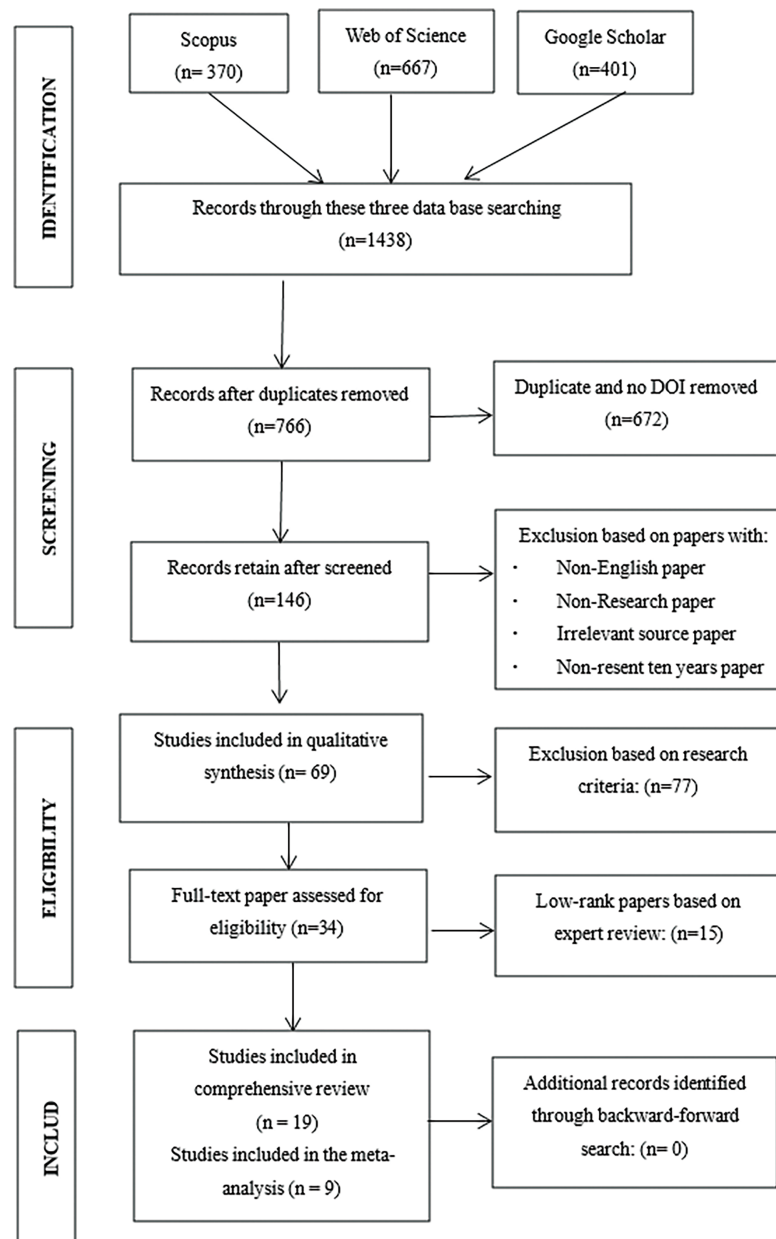 IDENTIFICATION
Scopus
(n= 370)
Web of Science
(n=667)
Google Scholar
(n=401)
Records through these three data base searching
(n=1438)
SCREENING
Records after duplicates removed
(n=766)
Duplicate and no DOI removed
(n=672)
Records retain after screened
(n=146)
Exclusion based on papers with:
· Non-English paper
· Non-Research paper
· Irrelevant source paper
· Non-resent ten years paper
ELIGIBILITY
Studies included in qualitative
synthesis (n= 69)
Exclusion based on research
criteria: (n=77)
Full-text paper assessed for
eligibility (n=34)
Low-rank papers based on
expert review: (n=15)
INCLUD
Studies included in
comprehensive review
(n = 19)
Studies included in the meta-
analysis (n = 9)
Additional records identified
through backward-forward
search: (n= 0)